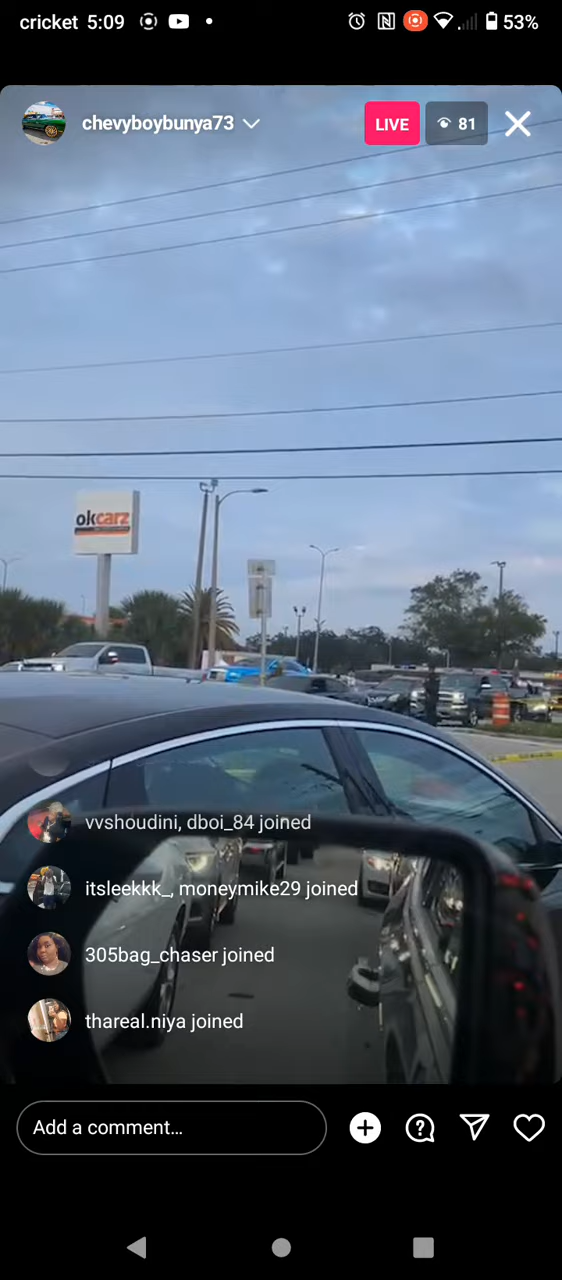 cricket 5:09 53%
chevyboybunya73 LIVE 81
okcarz
vvshoudini, dboi_84 joined
itsleekkk_, moneymike29 joined
305bag_chaser joined
thareal.niya joined
Add a comment…